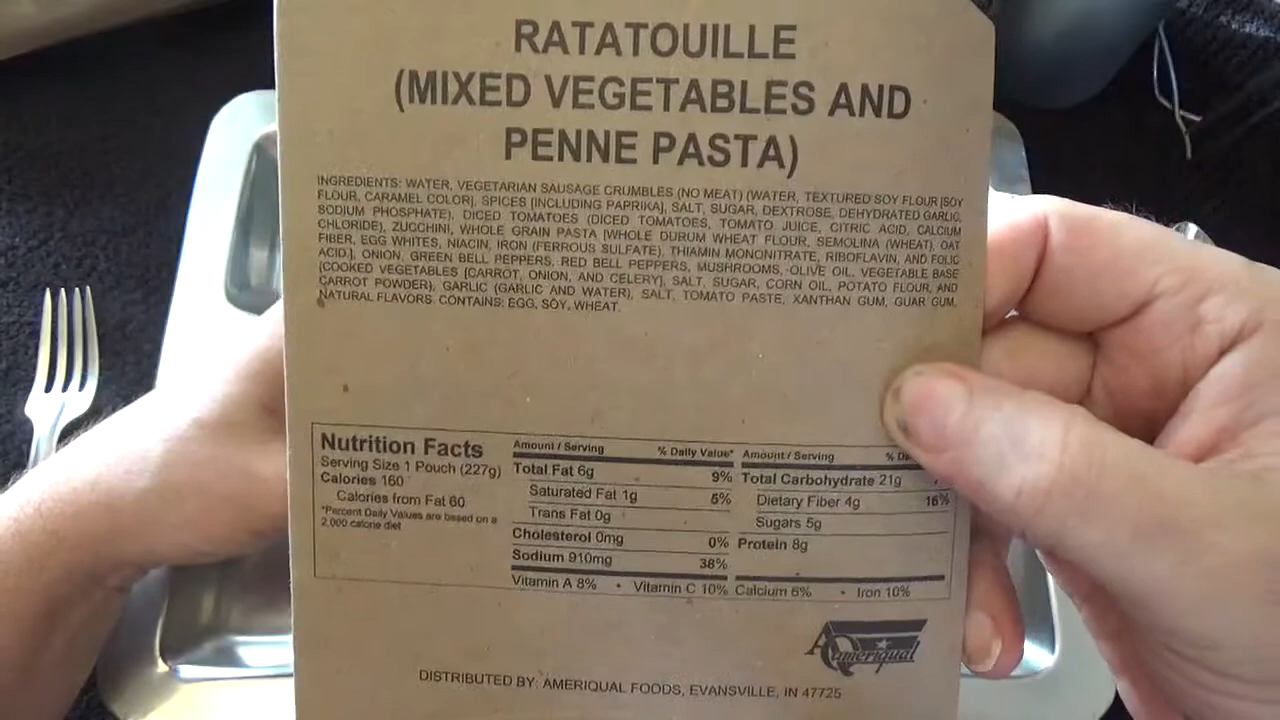 RATATOUILLE
(MIXED VEGETABLES AND
PENNE PASTA)
INGREDIENTS: WATER, VEGETARIAN SAUSAGE CRUMBLES (NO MEAT) (WATER, TEXTURED SOY FLOUR [SOY
FLOUR, CARAMEL COLOR], SPICES [INCLUDING PAPRIKA], SALT, SUGAR, DEXTROSE, DEHYDRATED GARLIC,
SODIUM PHOSPHATE), DICED TOMATOES (DICED TOMATOES, TOMATO JUICE, CITRIC ACID, CALCIUM
CHLORIDE), ZUCCHINI, WHOLE GRAIN PASTA [WHOLE DURUM WHEAT FLOUR, SEMOLINA (WHEAT), OAT
FIBER, EGG WHITES, NIACIN, IRON (FERROUS SULFATE), THIAMIN MONONITRATE, RIBOFLAVIN, AND FOLIC
ACID.], ONION, GREEN BELL PEPPERS, RED BELL PEPPERS, MUSHROOMS, OLIVE OIL, VEGETABLE BASE
(COOKED VEGETABLES [CARROT, ONION, AND CELERY], SALT, SUGAR, CORN OIL, POTATO FLOUR, AND
CARROT POWDER), GARLIC (GARLIC AND WATER), SALT, TOMATO PASTE, XANTHAN GUM, GUAR GUM,
NATURAL FLAVORS. CONTAINS: EGG, SOY, WHEAT.
Nutrition Facts
Serving Size 1 Pouch (227g)
Calories 160
Calories from Fat 60
*Percent Daily Values are based on a
2,000 calorie diet
Amount / Serving % Daily Value*
Total Fat 6g 9%
Saturated Fat 1g 5%
Trans Fat 0g
Cholesterol 0mg 0%
Sodium 910mg 38%
Amount / Serving %
Total Carbohydrate 21g
Dietary Fiber 4g 16%
Sugars 5g
Protein 8g
Vitamin A 8% • Vitamin C 10% Calcium 6% • Iron 10%
Ameriqual
DISTRIBUTED BY: AMERIQUAL FOODS, EVANSVILLE, IN 47725